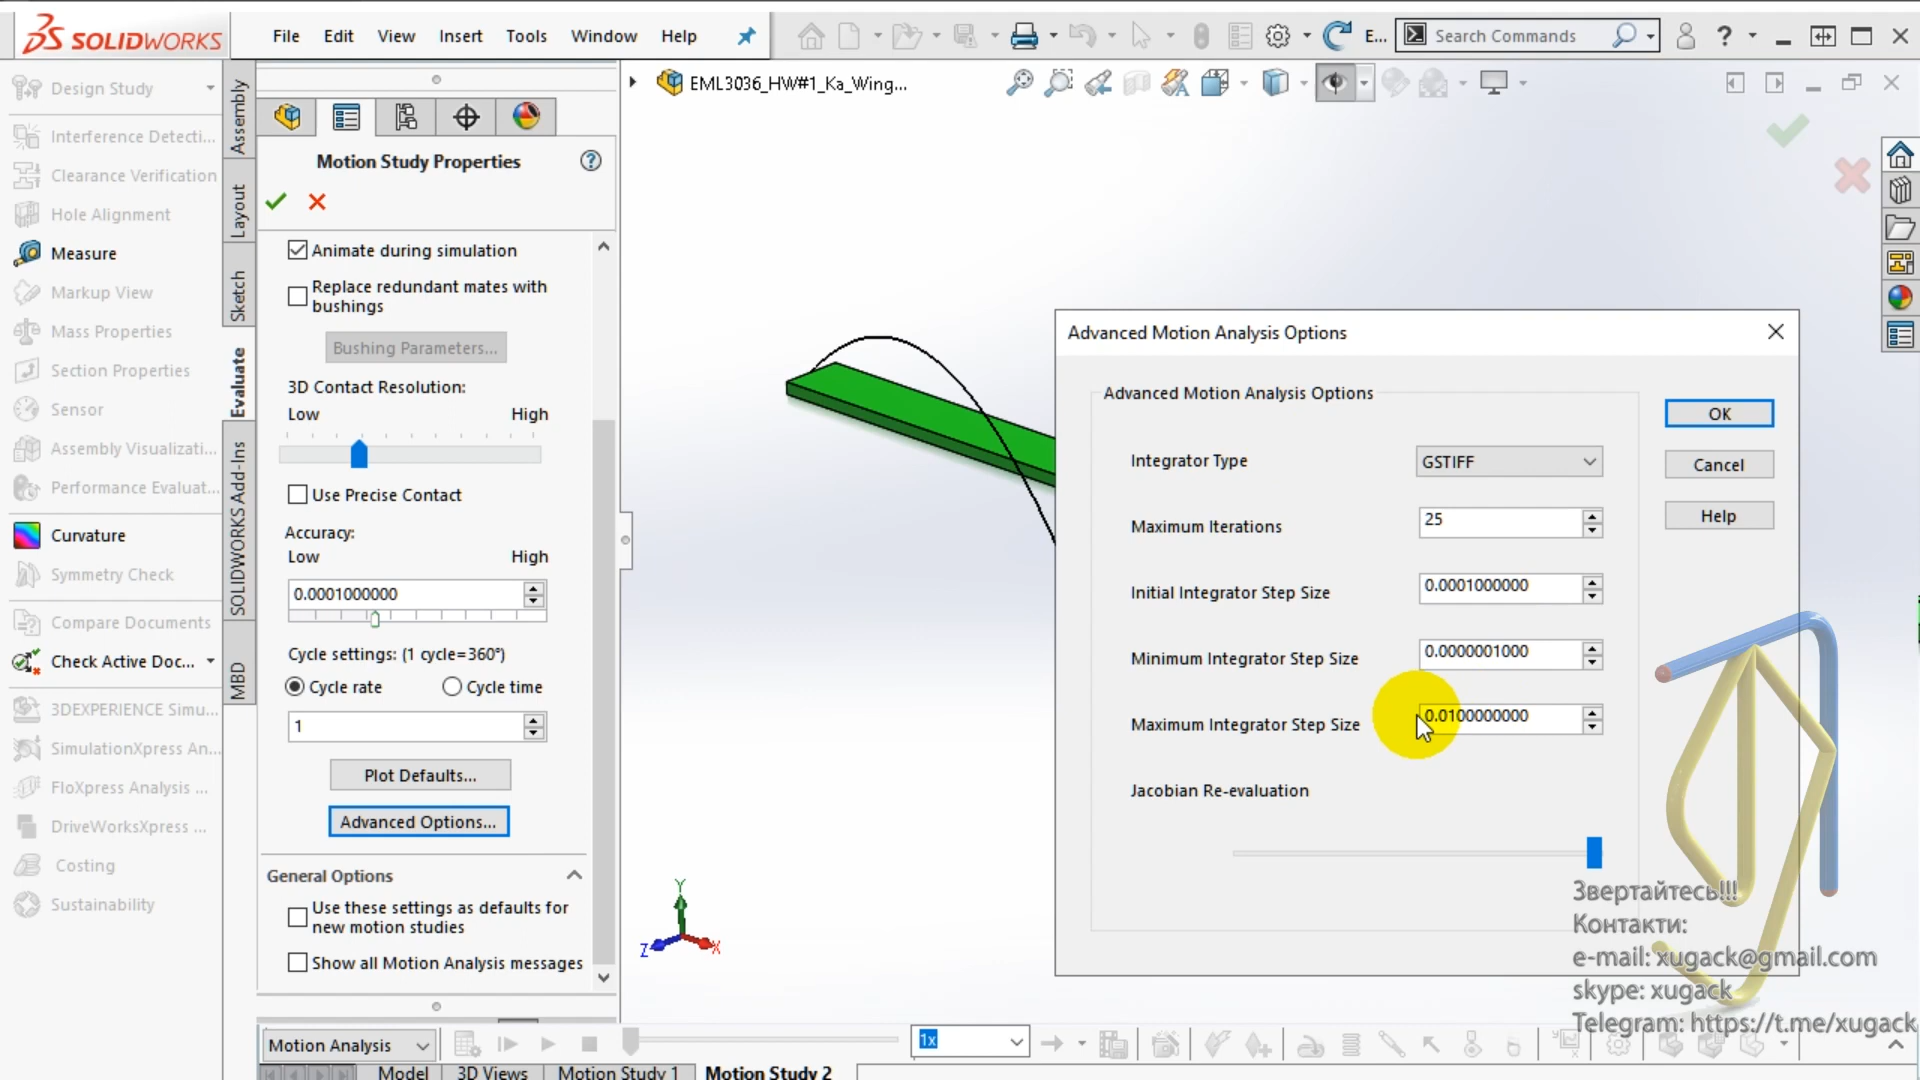 SOLIDWORKS
File Edit View Insert Tools Window Help
E...
Search Commands
Design Study
Interference Detecti...
Clearance Verification
Hole Alignment
Measure
Markup View
Mass Properties
Section Properties
Sensor
Assembly Visualizati...
Performance Evaluat...
Curvature
Symmetry Check
Compare Documents
Check Active Doc...
3DEXPERIENCE Simu...
SimulationXpress An...
FloXpress Analysis ...
DriveWorksXpress ...
Costing
Sustainability
Assembly
Layout
Sketch
Evaluate
SOLIDWORKS Add-Ins
MBD
Motion Study Properties
Animate during simulation
Replace redundant mates with
bushings
Bushing Parameters...
3D Contact Resolution:
Low High
Use Precise Contact
Accuracy:
Low High
0.0001000000
Cycle settings: (1 cycle=360°)
Cycle rate Cycle time
1
Plot Defaults...
Advanced Options...
General Options
Use these settings as defaults for
new motion studies
Show all Motion Analysis messages
EML3036_HW#1_Ka_Wing...
Y
Z
X
Advanced Motion Analysis Options
Advanced Motion Analysis Options
Integrator Type GSTIFF
Maximum Iterations 25
Initial Integrator Step Size 0.0001000000
Minimum Integrator Step Size 0.0000001000
Maximum Integrator Step Size 0.0100000000
Jacobian Re-evaluation
OK
Cancel
Help
Звертайтесь!!!
Контакти:
e-mail: xugack@gmail.com
skype: xugack
Telegram: https://t.me/xugack
Motion Analysis
1x
Model 3D Views Motion Study 1 Motion Study 2